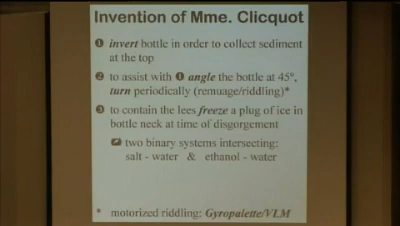 Invention of Mme. Clicquot
❶ invert bottle in order to collect sediment
at the top
❷ to assist with ❶ angle the bottle at 45°,
turn periodically (remuage/riddling)*
❸ to contain the lees freeze a plug of ice in
bottle neck at time of disgorgement
two binary systems intersecting:
salt - water & ethanol - water
* motorized riddling: Gyropalette/VLM